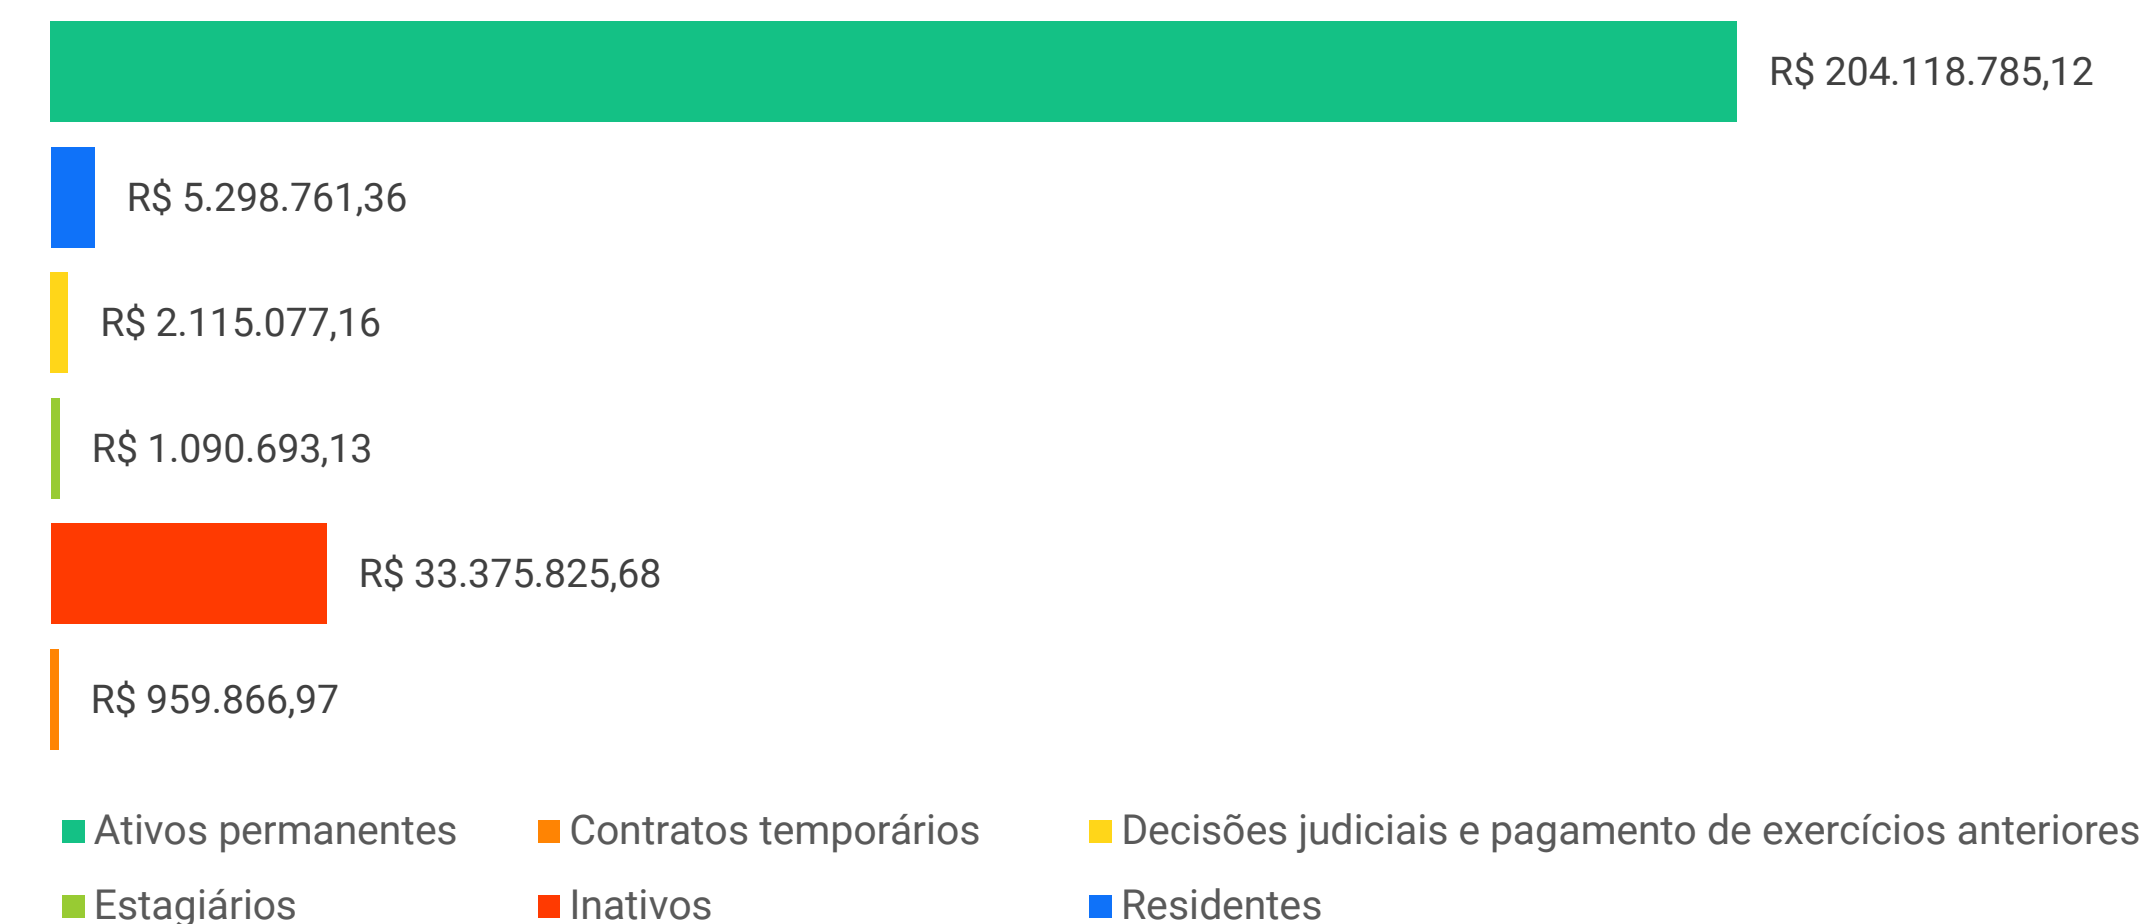 R$ 204.118.785,12
R$ 5.298.761,36
R$ 2.115.077,16
R$ 1.090.693,13
R$ 33.375.825,68
R$ 959.866,97
Ativos permanentes Contratos temporários Decisões judiciais e pagamento de exercícios anteriores
Estagiários Inativos Residentes